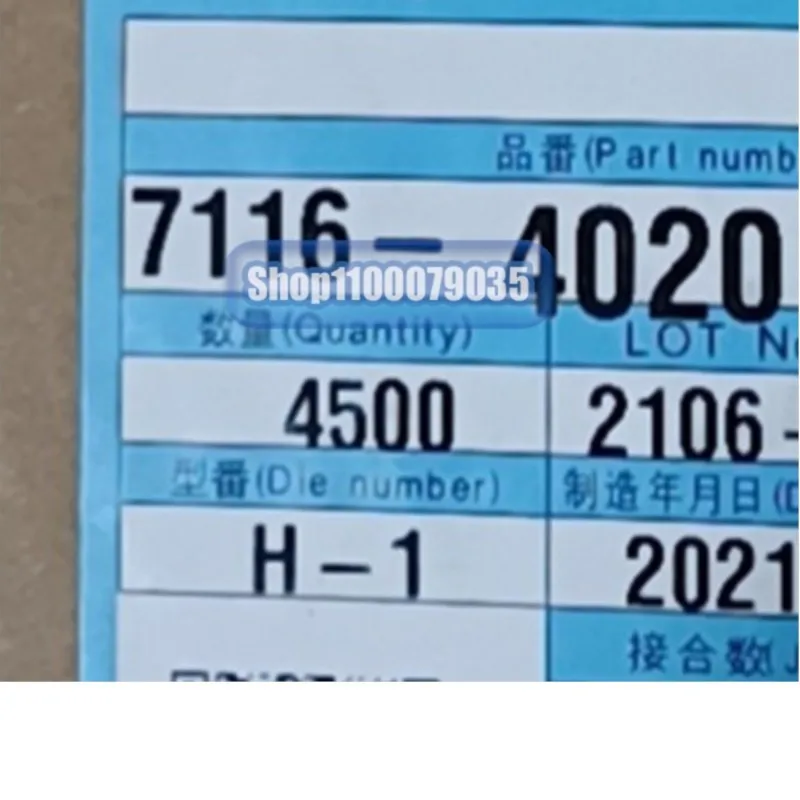 品番(Part numb
7116- 4020
Shop1100079035
数量(Quantity) LOT N
4500 2106-
型番(Die number) 制造年月日(D
H-1 2021
接合数(J